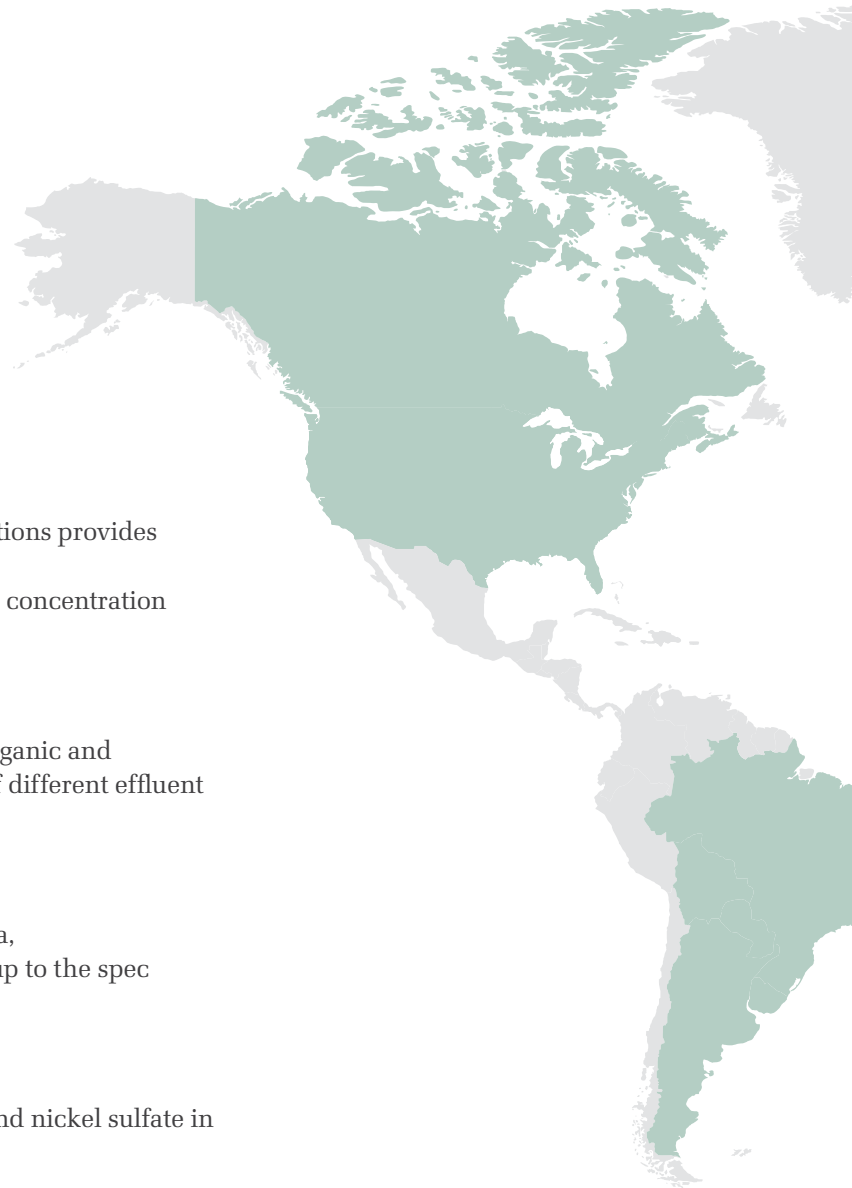 tions provides
concentration
ganic and
different effluent
a,
up to the spec
nd nickel sulfate in